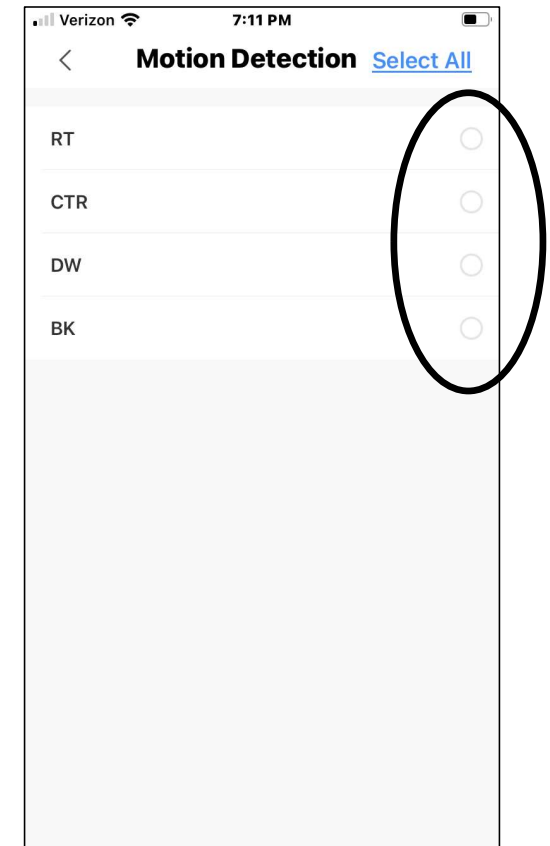 Verizon 7:11 PM
Motion Detection Select All
RT
CTR
DW
BK